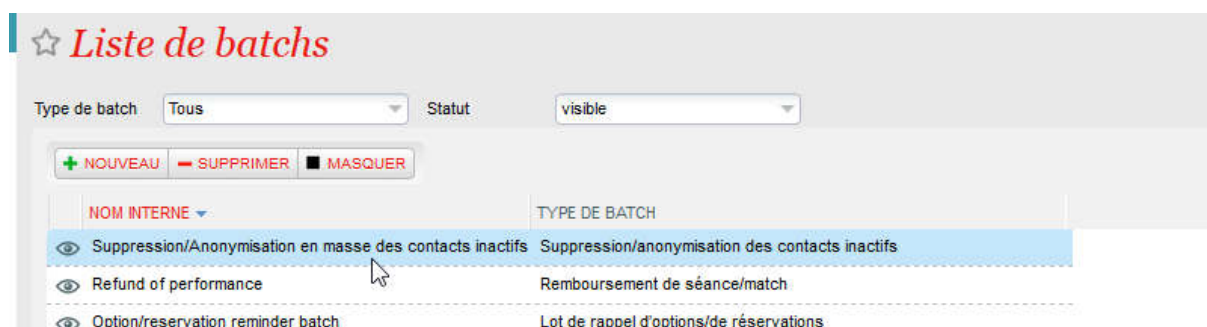 Liste de batchs
Type de batch Tous Statut visible
NOUVEAU SUPPRIMER MASQUER
NOM INTERNE TYPE DE BATCH
Suppression/Anonymisation en masse des contacts inactifs Suppression/anonymisation des contacts inactifs
Refund of performance Remboursement de séance/match
Option/reservation reminder batch Lot de rappel d'options/de réservations